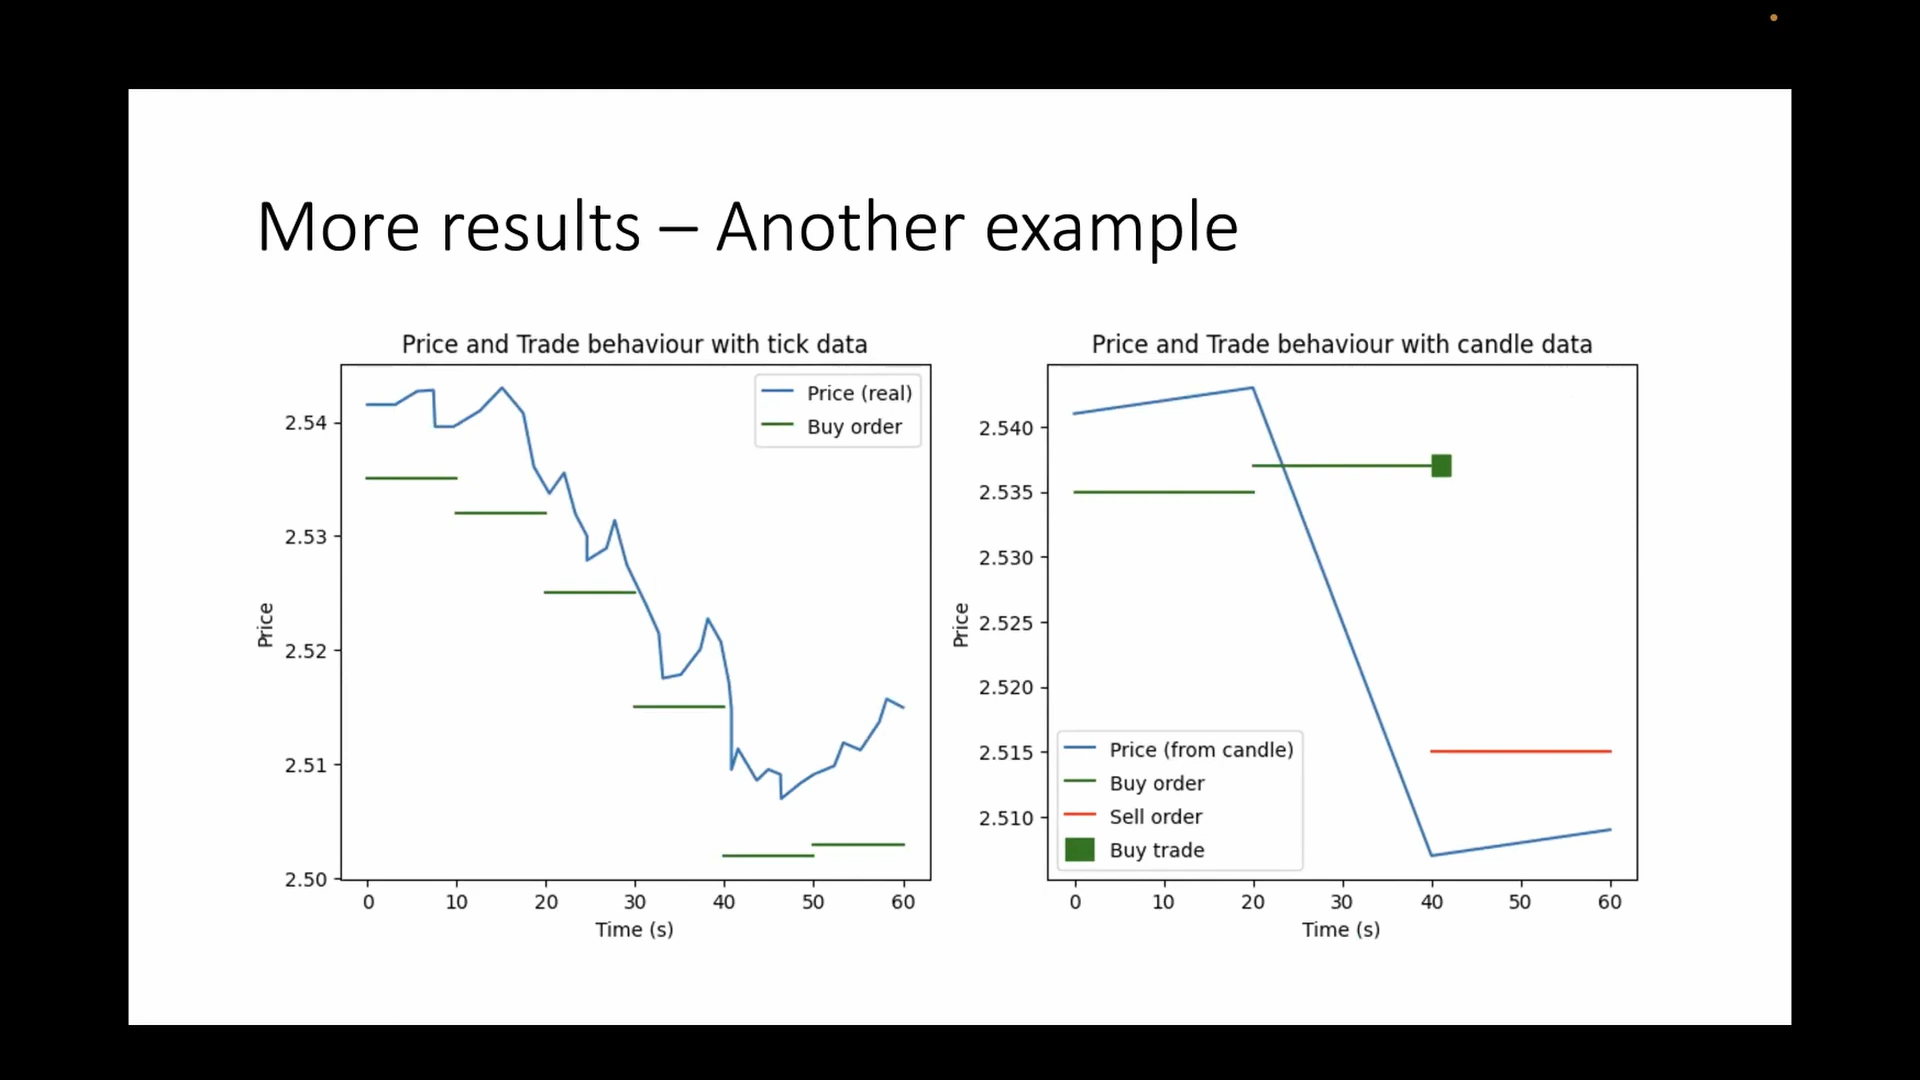 More results – Another example
Price and Trade behaviour with tick data
Price (real)
Buy order
2.54
2.53
2.52
2.51
2.50
Price
0 10 20 30 40 50 60
Time (s)
Price and Trade behaviour with candle data
2.540
2.535
2.530
2.525
2.520
2.515
2.510
Price
Price (from candle)
Buy order
Sell order
Buy trade
0 10 20 30 40 50 60
Time (s)